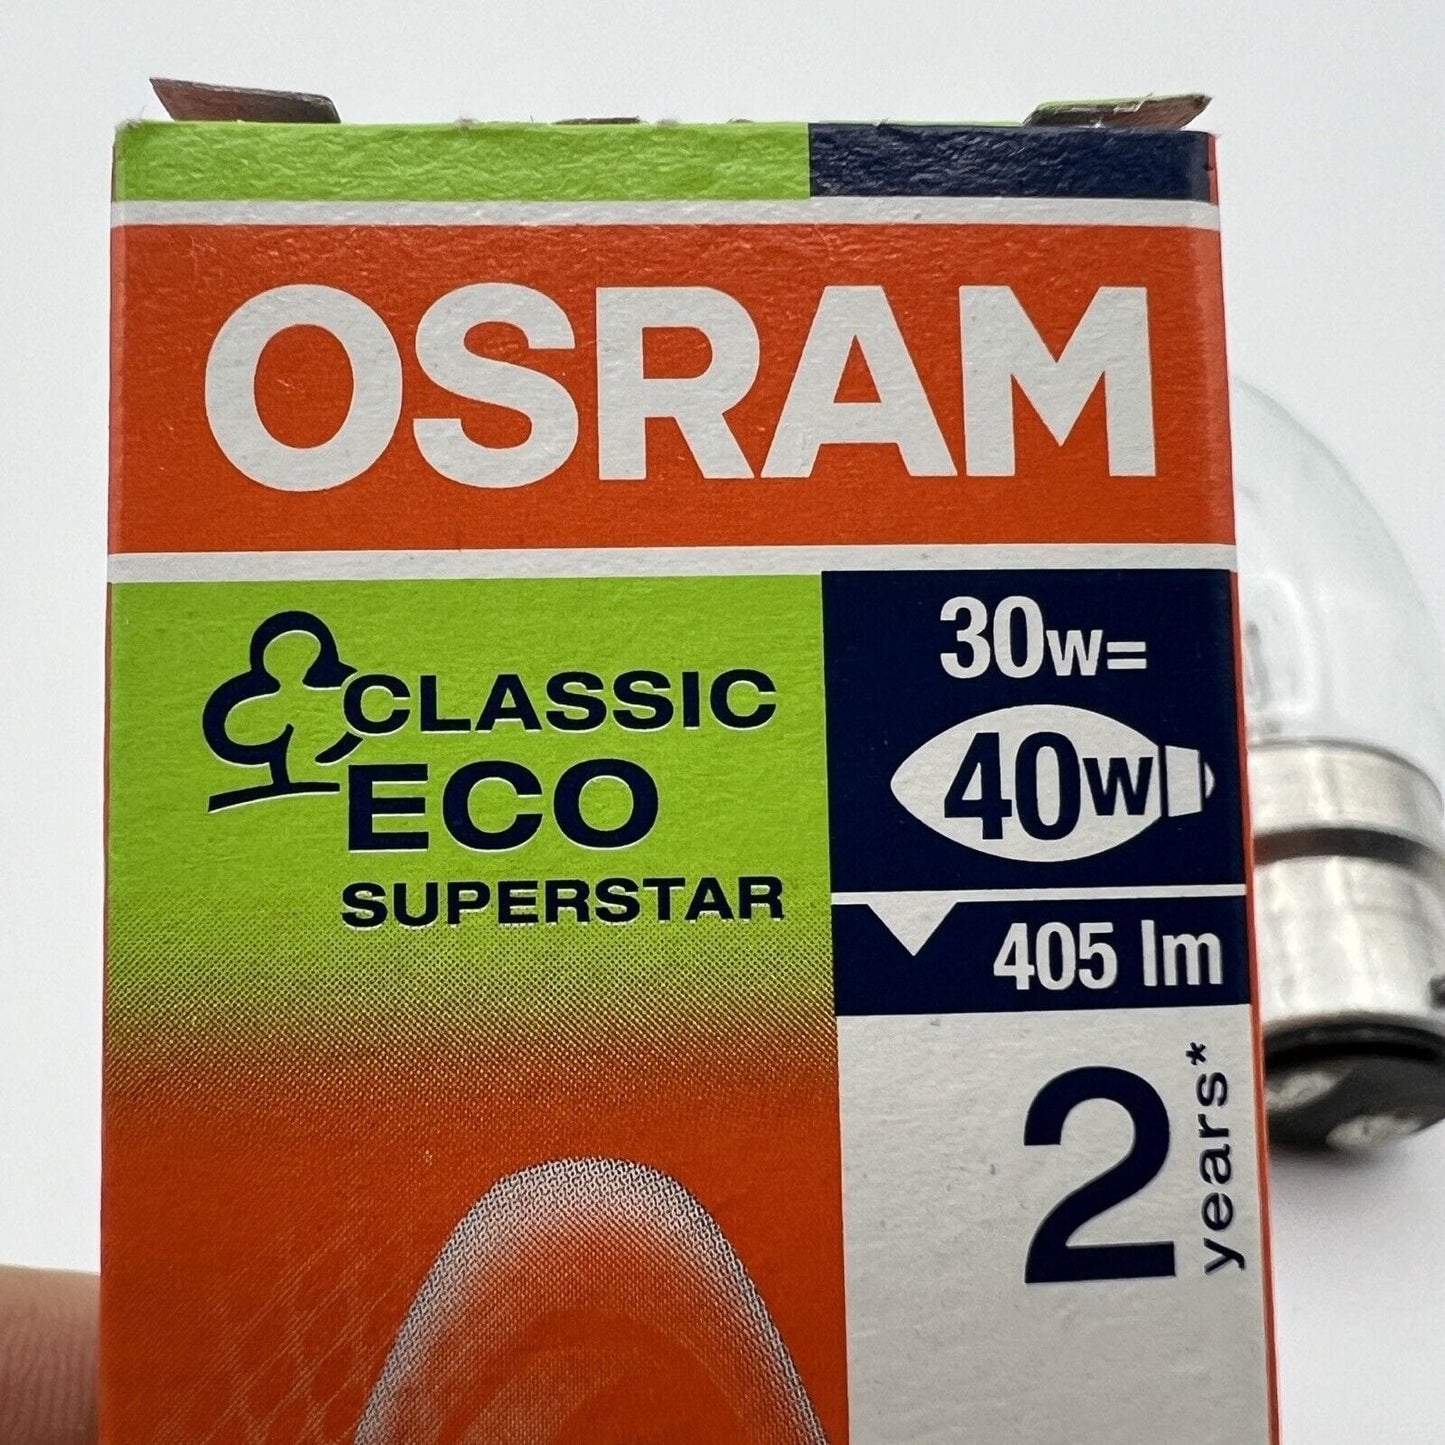 OSRAM
CLASSIC
ECO
SUPERSTAR
30W=
40W
405 lm
2 years*